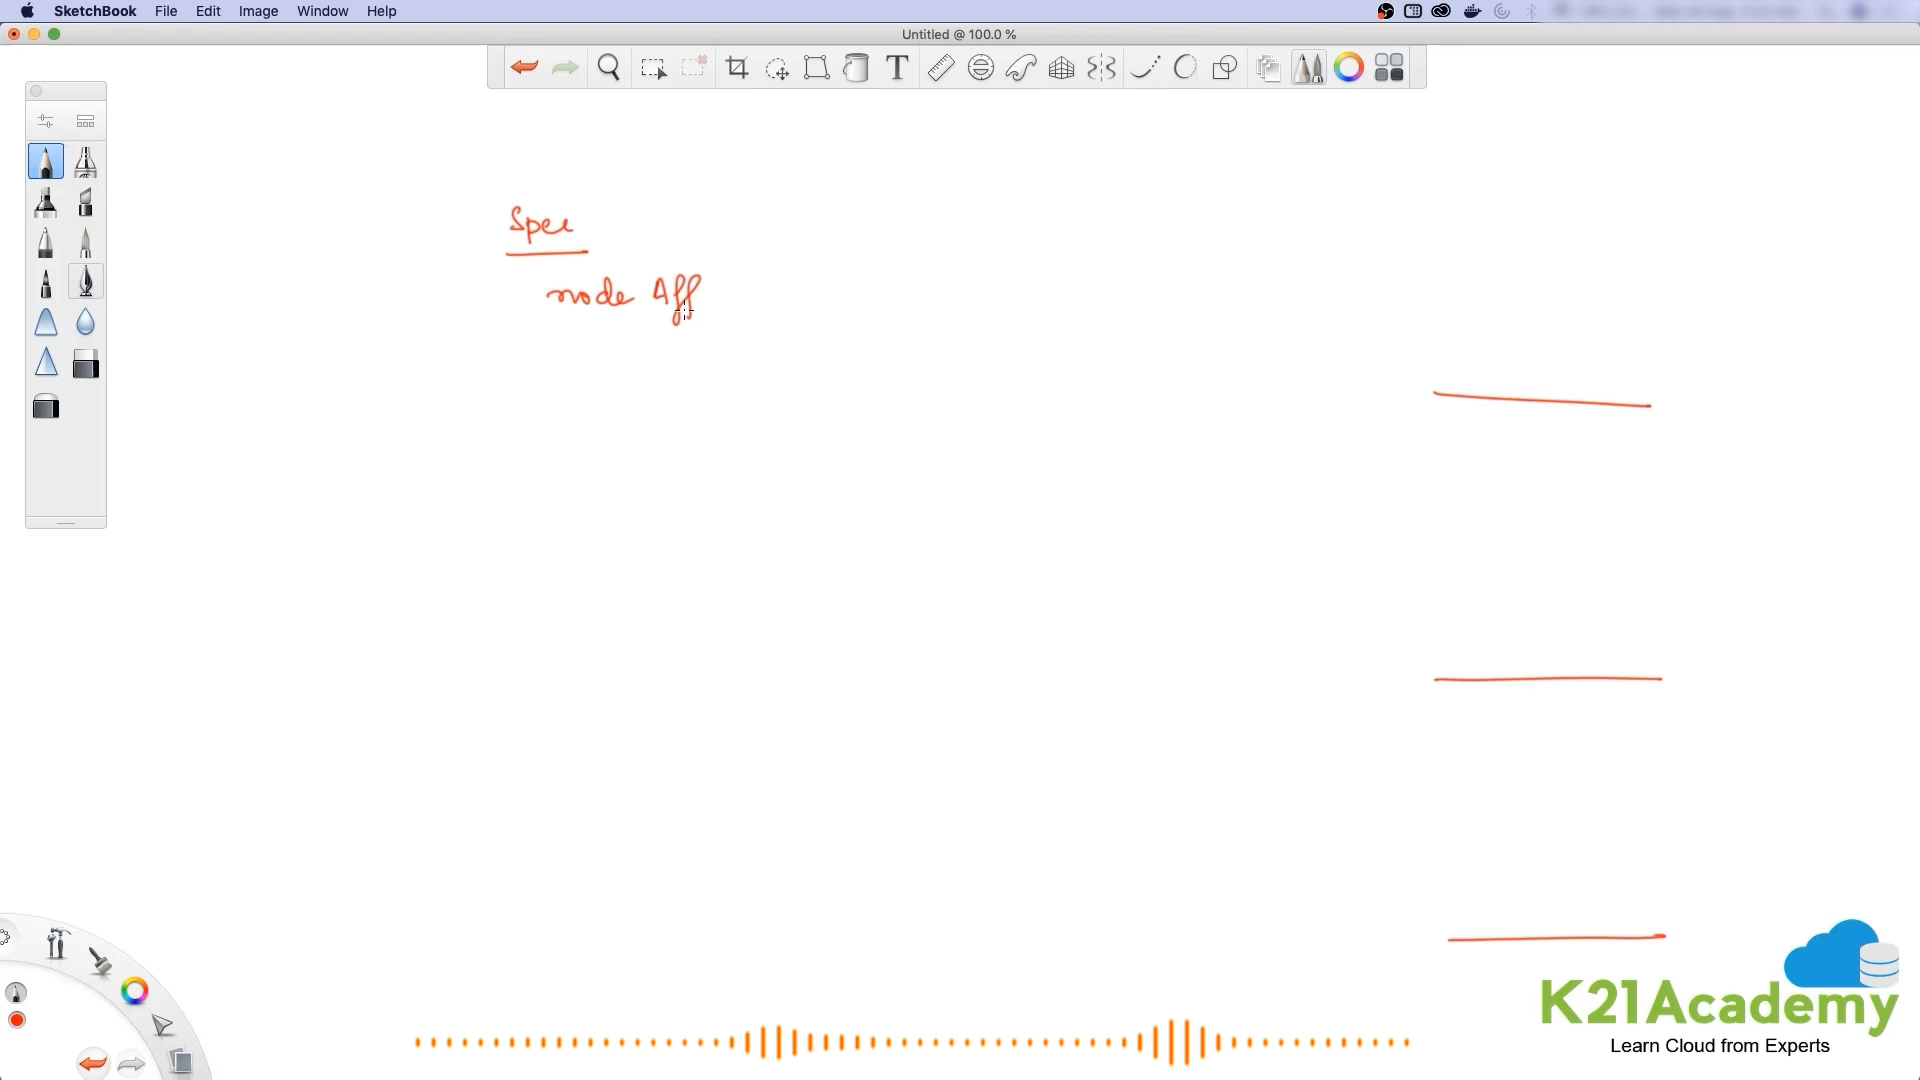 SketchBook File Edit Image Window Help
Untitled @ 100.0 %
T
Spec
node Aff
K21Academy
Learn Cloud from Experts